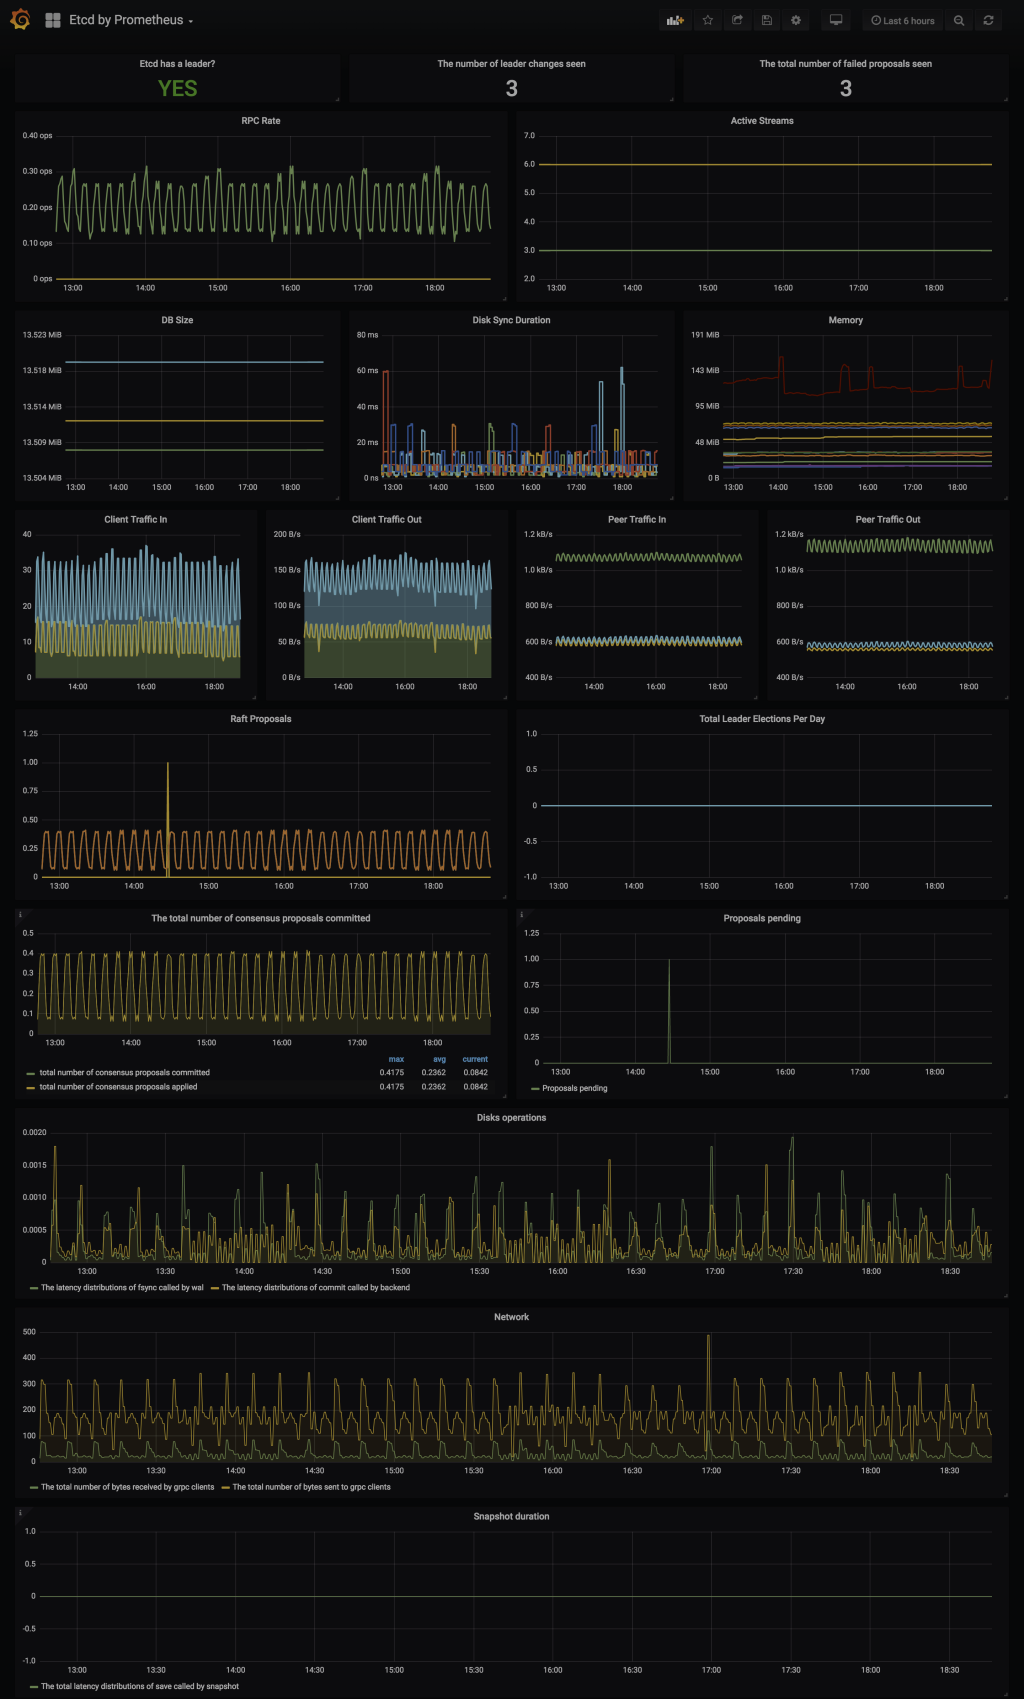 Etcd by Prometheus
Last 6 hours
Etcd has a leader?
YES
The number of leader changes seen
3
The total number of failed proposals seen
3
RPC Rate
0.40 ops
0.30 ops
0.20 ops
0.10 ops
0 ops
13:00 14:00 15:00 16:00 17:00 18:00
Active Streams
7.0
6.0
5.0
4.0
3.0
2.0
13:00 14:00 15:00 16:00 17:00 18:00
DB Size
13.523 MiB
13.518 MiB
13.514 MiB
13.509 MiB
13.504 MiB
13:00 14:00 15:00 16:00 17:00 18:00
Disk Sync Duration
80 ms
60 ms
40 ms
20 ms
0 ns
13:00 14:00 15:00 16:00 17:00 18:00
Memory
191 MiB
143 MiB
95 MiB
48 MiB
0 B
13:00 14:00 15:00 16:00 17:00 18:00
Client Traffic In
40
30
20
10
0
14:00 16:00 18:00
Client Traffic Out
200 B/s
150 B/s
100 B/s
50 B/s
0 B/s
14:00 16:00 18:00
Peer Traffic In
1.2 kB/s
1.0 kB/s
800 B/s
600 B/s
400 B/s
14:00 16:00 18:00
Peer Traffic Out
1.2 kB/s
1.0 kB/s
800 B/s
600 B/s
400 B/s
14:00 16:00 18:00
Raft Proposals
1.25
1.00
0.75
0.50
0.25
0
13:00 14:00 15:00 16:00 17:00 18:00
Total Leader Elections Per Day
1.0
0.5
0
-0.5
-1.0
13:00 14:00 15:00 16:00 17:00 18:00
The total number of consensus proposals committed
0.5
0.4
0.3
0.2
0.1
0
13:00 14:00 15:00 16:00 17:00 18:00
max avg current
total number of consensus proposals committed 0.4175 0.2362 0.0842
total number of consensus proposals applied 0.4175 0.2362 0.0842
Proposals pending
1.25
1.00
0.75
0.50
0.25
0
13:00 14:00 15:00 16:00 17:00 18:00
Proposals pending
Disks operations
0.0020
0.0015
0.0010
0.0005
0
13:00 13:30 14:00 14:30 15:00 15:30 16:00 16:30 17:00 17:30 18:00 18:30
The latency distributions of fsync called by wal The latency distributions of commit called by backend
Network
500
400
300
200
100
0
13:00 13:30 14:00 14:30 15:00 15:30 16:00 16:30 17:00 17:30 18:00 18:30
The total number of bytes received by grpc clients The total number of bytes sent to grpc clients
Snapshot duration
1.0
0.5
0
-0.5
-1.0
13:00 13:30 14:00 14:30 15:00 15:30 16:00 16:30 17:00 17:30 18:00 18:30
The total latency distributions of save called by snapshot